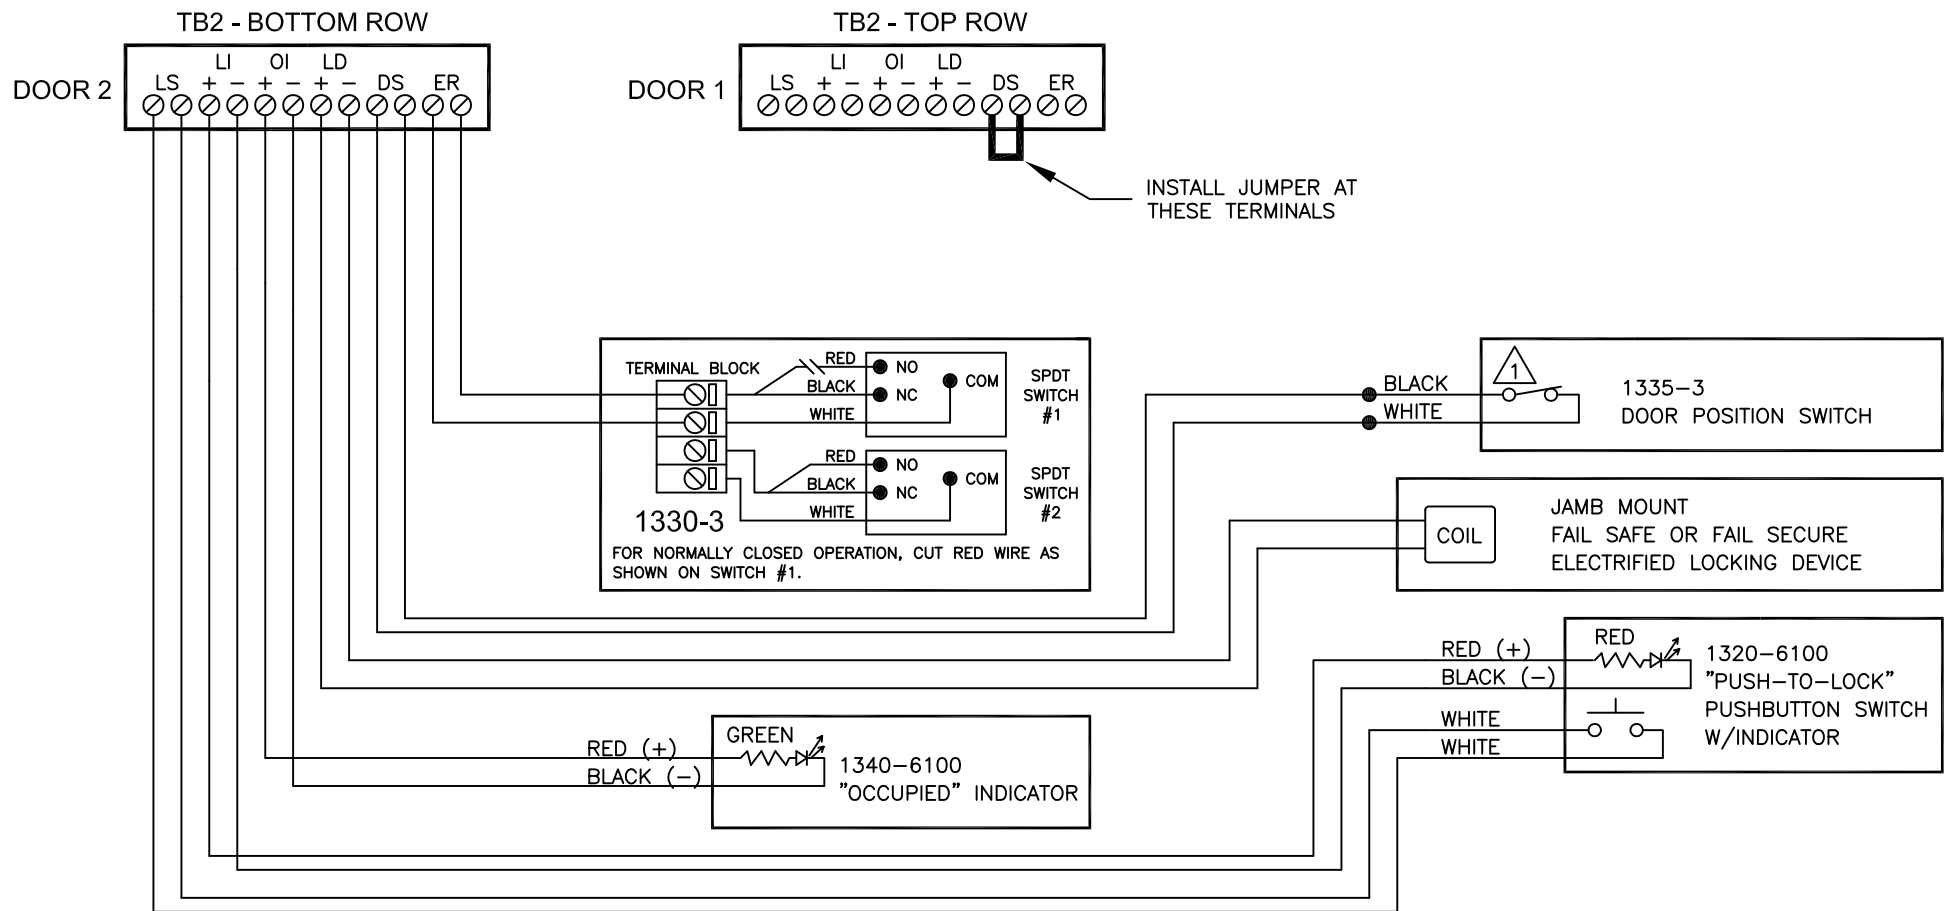 TB2 - BOTTOM ROW
DOOR 2
LI OI LD
LS + - + - + - DS ER
TB2 - TOP ROW
DOOR 1
LI OI LD
LS + - + - + - DS ER
INSTALL JUMPER AT
THESE TERMINALS
TERMINAL BLOCK
RED
NO
BLACK
NC
WHITE
COM
SPDT
SWITCH
#1
RED
NO
BLACK
NC
WHITE
COM
SPDT
SWITCH
#2
1330-3
FOR NORMALLY CLOSED OPERATION, CUT RED WIRE AS
SHOWN ON SWITCH #1.
BLACK
WHITE
1
1335-3
DOOR POSITION SWITCH
COIL
JAMB MOUNT
FAIL SAFE OR FAIL SECURE
ELECTRIFIED LOCKING DEVICE
RED (+)
BLACK (-)
WHITE
WHITE
RED
1320-6100
"PUSH-TO-LOCK"
PUSHBUTTON SWITCH
W/INDICATOR
RED (+)
BLACK (-)
GREEN
1340-6100
"OCCUPIED" INDICATOR